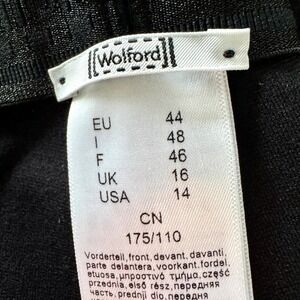 Wolford
EU 44
I 48
F 46
UK 16
USA 14
CN
175/110
Vorderteil, front, devant, davanti,
parte delantera, voorkant, fordel,
etuosa, μπροστινό τμήμα, część
przednia, első rész, передняя
часть, prednji dio, передна